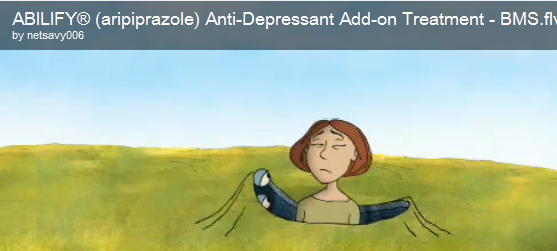 ABILIFY® (aripiprazole) Anti-Depressant Add-on Treatment - BMS.flv
by netsavy006